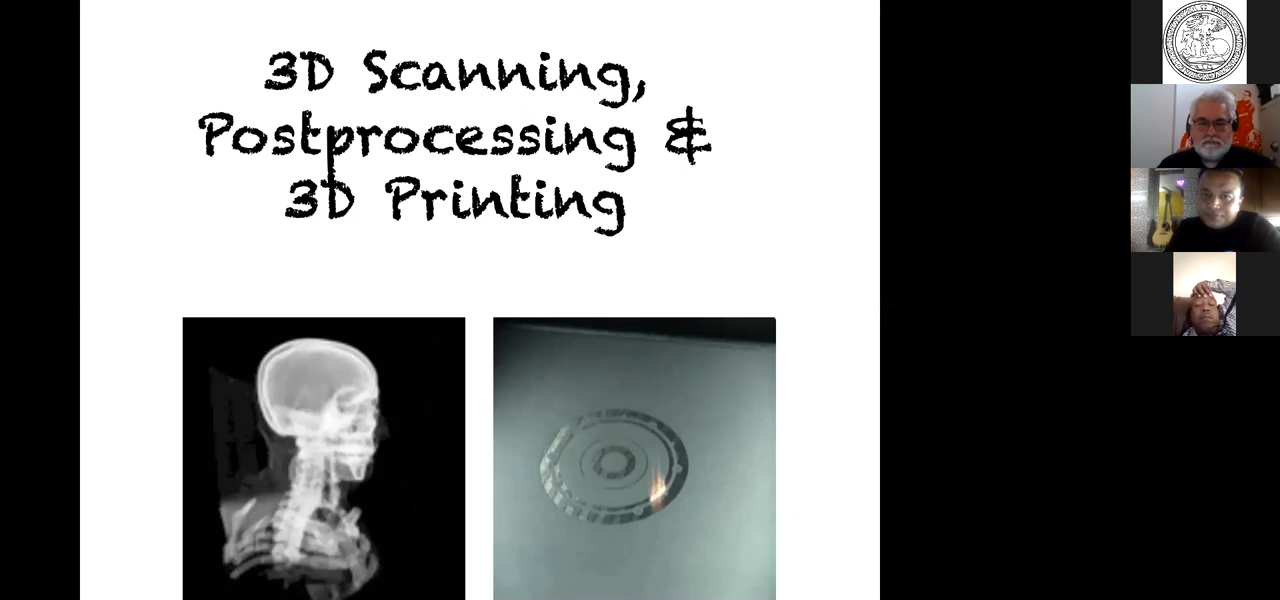 3D Scanning,
Postprocessing &
3D Printing